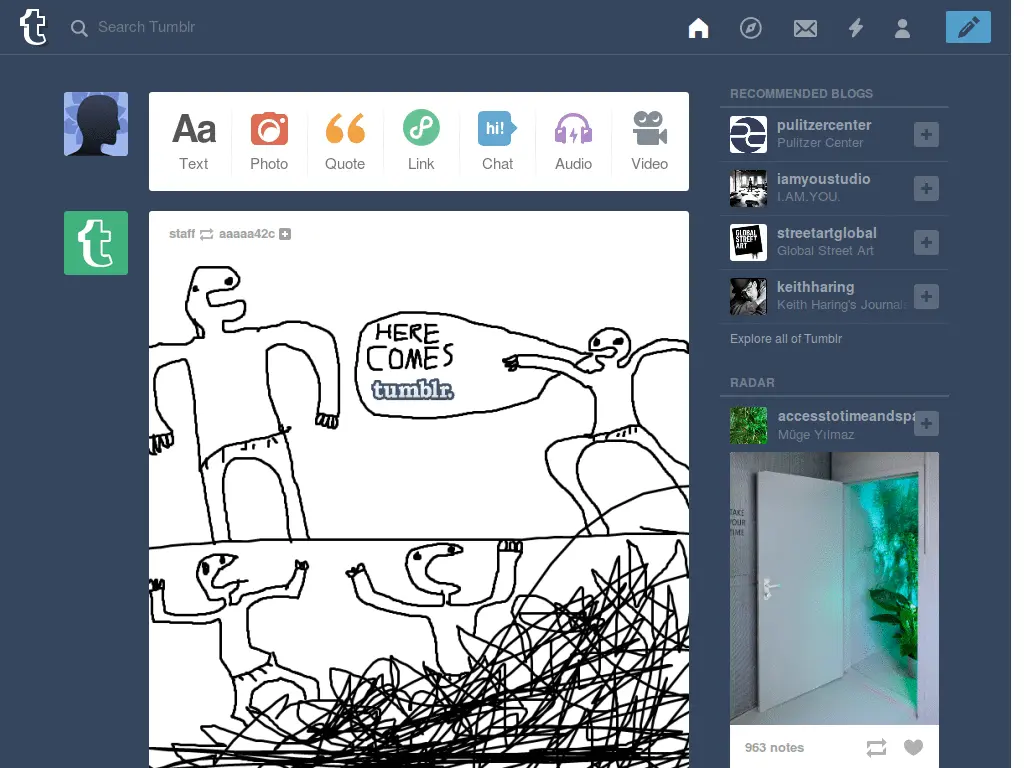 t
Search Tumblr
Aa
Text
Photo
Quote
Link
hi!
Chat
Audio
Video
t
staff aaaaa42c
HERE
COMES
tumblr.
RECOMMENDED BLOGS
pulitzercenter
Pulitzer Center
iamyoustudio
I.AM.YOU.
streetartglobal
Global Street Art
GLOBAL
STREET
ART
keithharing
Keith Haring's Journals
Explore all of Tumblr
RADAR
accesstotimeandspa
Müge Yılmaz
TAKE
YOUR
TIME
963 notes